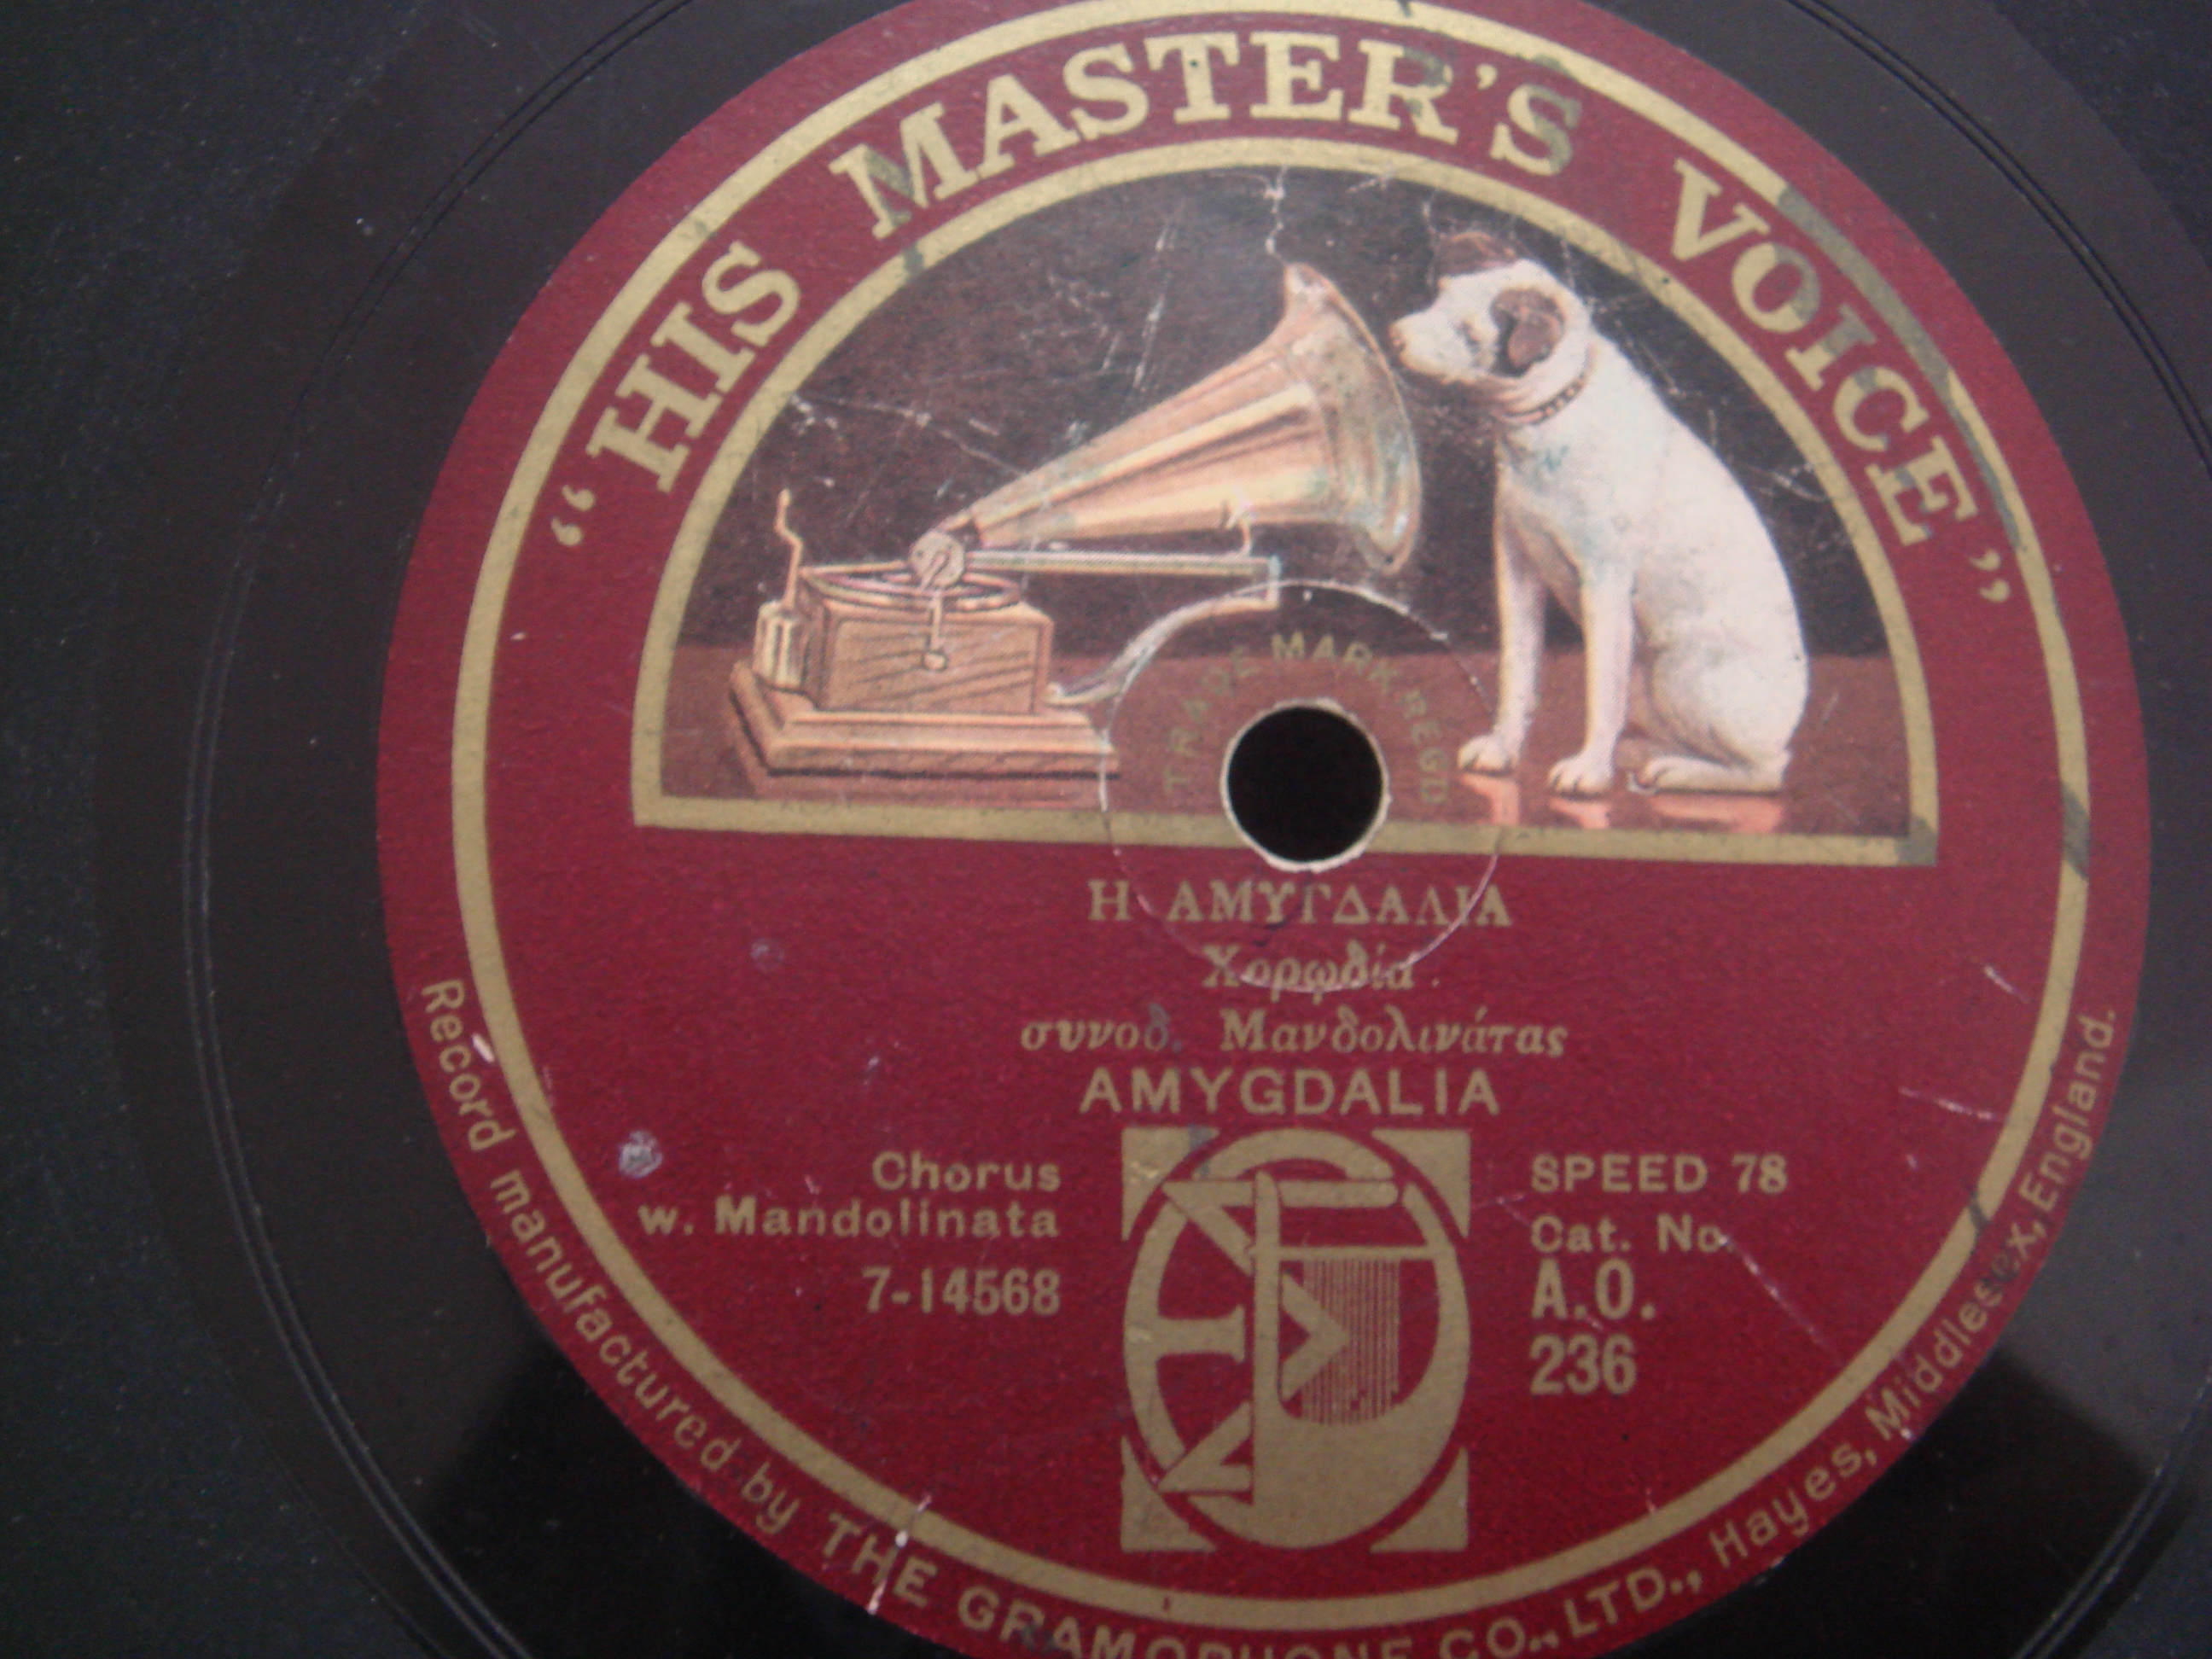 “HIS MASTER'S VOICE”
TRADE MARK REGD
Η ΑΜΥΓΔΑΛΙΑ
Χορῳδία.
συνοδ. Μανδολινάτας
AMYGDALIA
Chorus
w. Mandolinata
7-14568
SPEED 78
Cat. No.
A.O.
236
Record manufactured by THE GRAMOPHONE CO., LTD., Hayes, Middlesex, England.